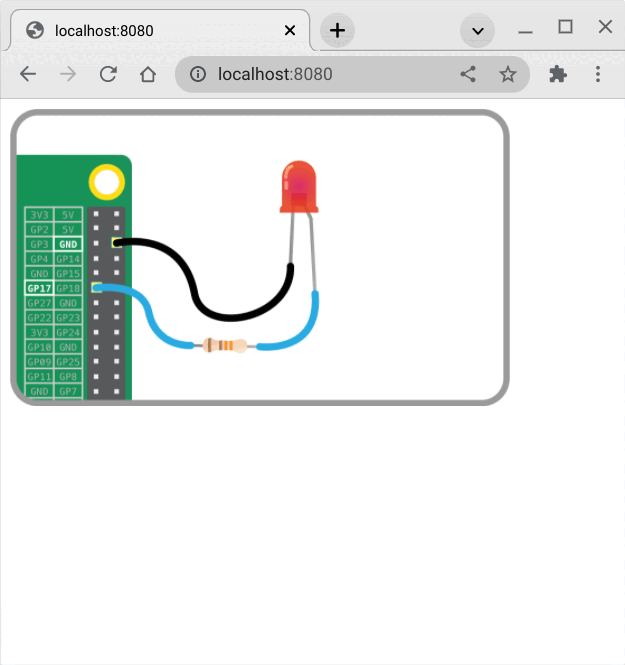 localhost:8080
localhost:8080
3V3 5V
GP2 5V
GP3 GND
GP4 GP14
GND GP15
GP17 GP18
GP27 GND
GP22 GP23
3V3 GP24
GP10 GND
GP09 GP25
GP11 GP8
GND GP7